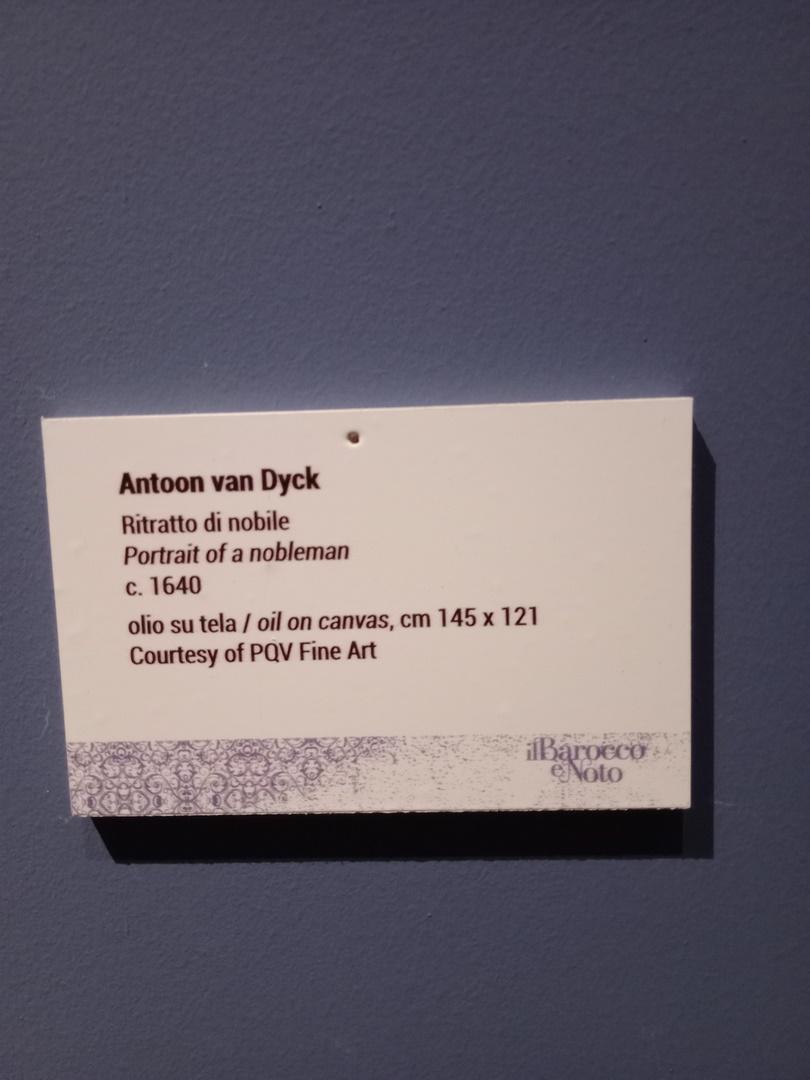 Antoon van Dyck
Ritratto di nobile
Portrait of a nobleman
c. 1640
olio su tela / oil on canvas, cm 145 x 121
Courtesy of PQV Fine Art
ilBarocco
eNoto